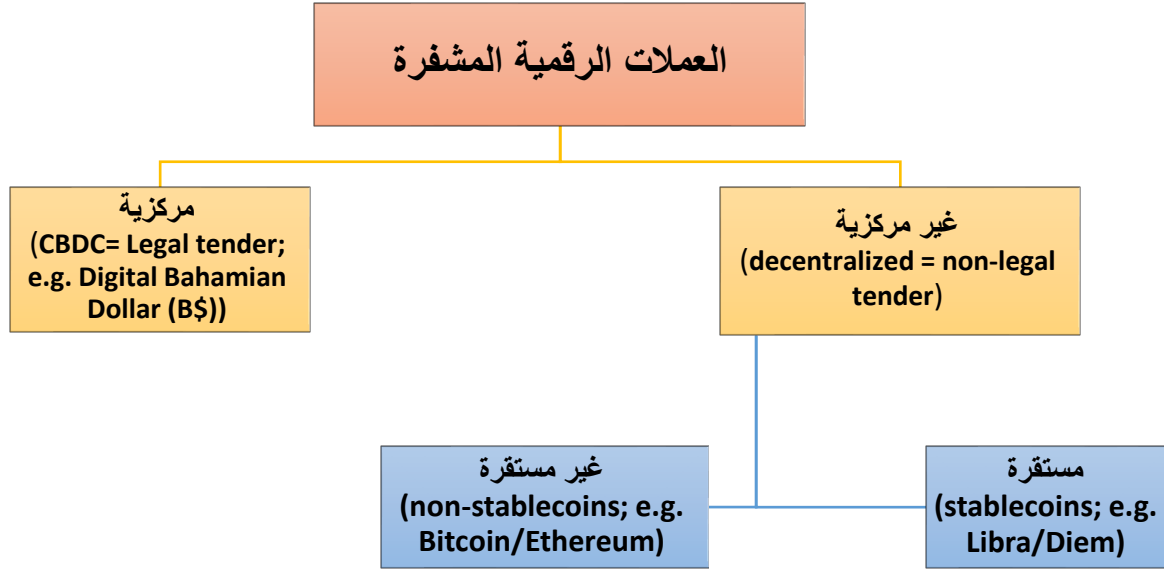 العملات الرقمية المشفرة
مركزية
(CBDC= Legal tender;
e.g. Digital Bahamian
Dollar (B$))
غير مركزية
(decentralized = non-legal
tender)
غير مستقرة
(non-stablecoins; e.g.
Bitcoin/Ethereum)
مستقرة
(stablecoins; e.g.
Libra/Diem)